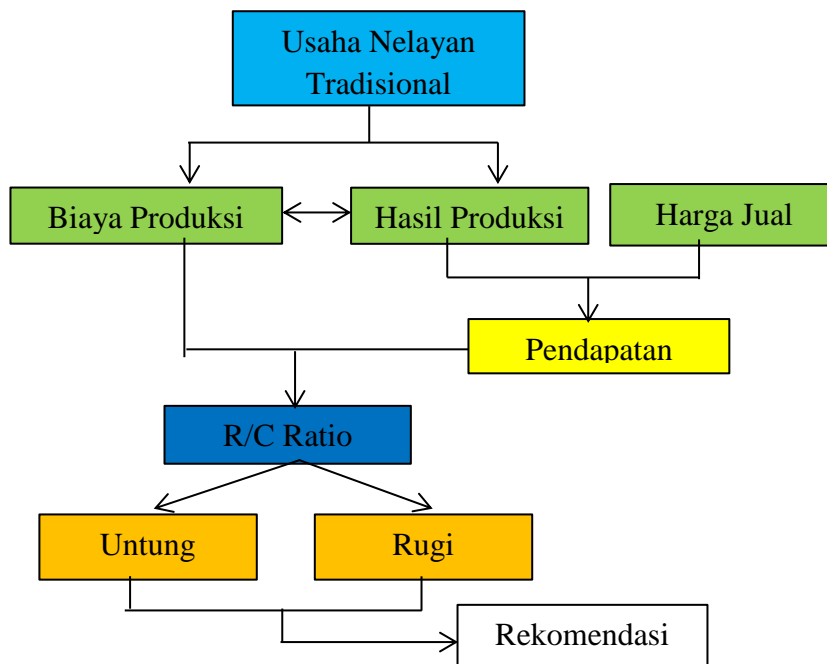 Usaha Nelayan
Tradisional
Biaya Produksi
Hasil Produksi
Harga Jual
Pendapatan
R/C Ratio
Untung
Rugi
Rekomendasi